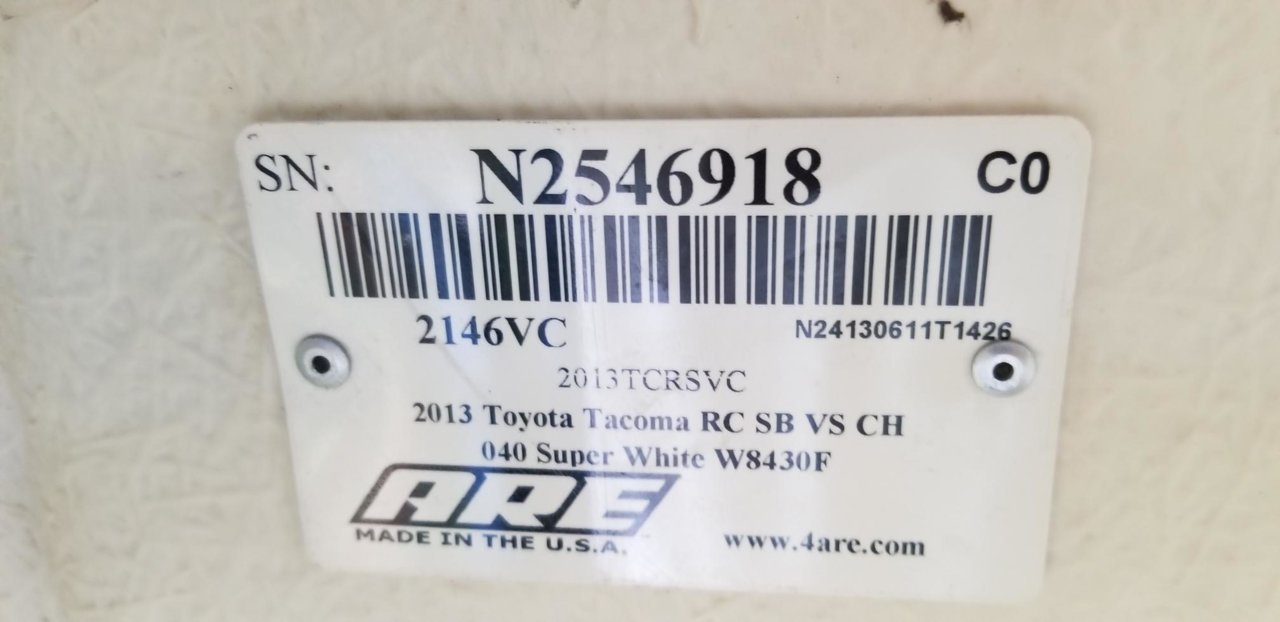 SN: N2546918 C0
2146VC N24130611T1426
2013TCRSVC
2013 Toyota Tacoma RC SB VS CH
040 Super White W8430F
ARE
MADE IN THE U.S.A. www.4are.com